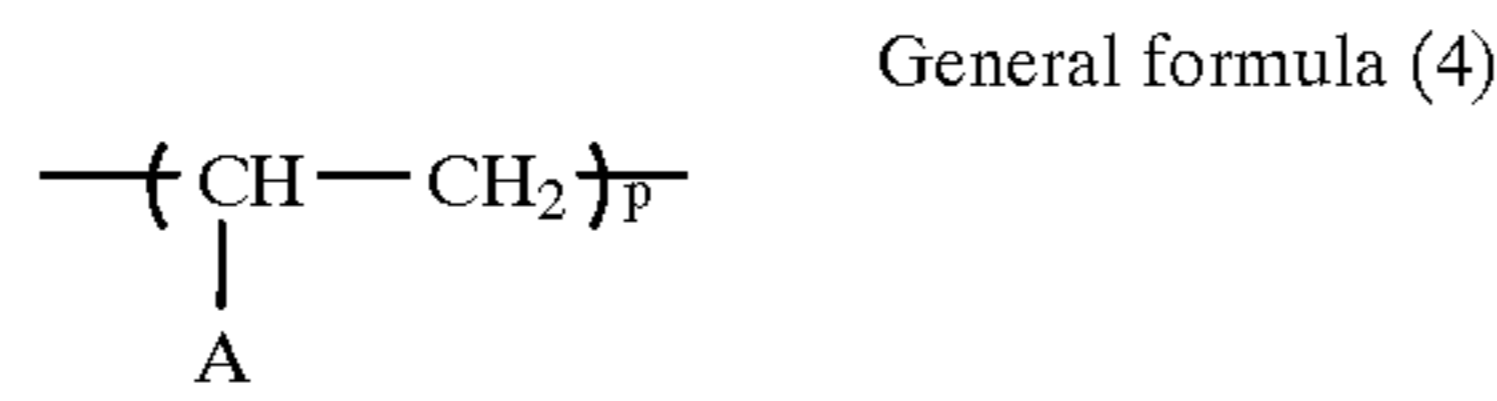 General formula (4)
—(CH—CH₂)p—
A